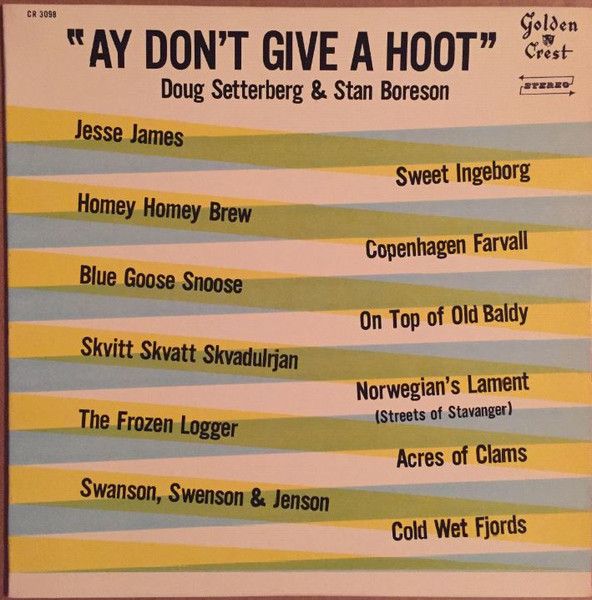 CR 3098
"AY DON'T GIVE A HOOT"
Golden Crest
STEREO
Doug Setterberg & Stan Boreson
Jesse James
Sweet Ingeborg
Homey Homey Brew
Copenhagen Farvall
Blue Goose Snoose
On Top of Old Baldy
Skvitt Skvatt Skvadulrjan
Norwegian's Lament
(Streets of Stavanger)
The Frozen Logger
Acres of Clams
Swanson, Swenson & Jenson
Cold Wet Fjords